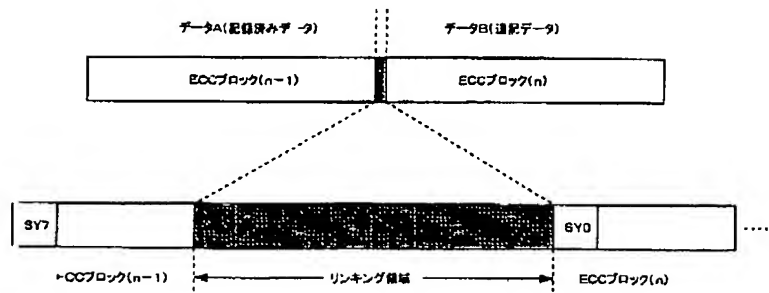 データA(記録済みデータ) データB(追記データ)
ECCブロック(n−1) ECCブロック(n)
SY7 SY0
ECCブロック(n−1) リンキング領域 ECCブロック(n)